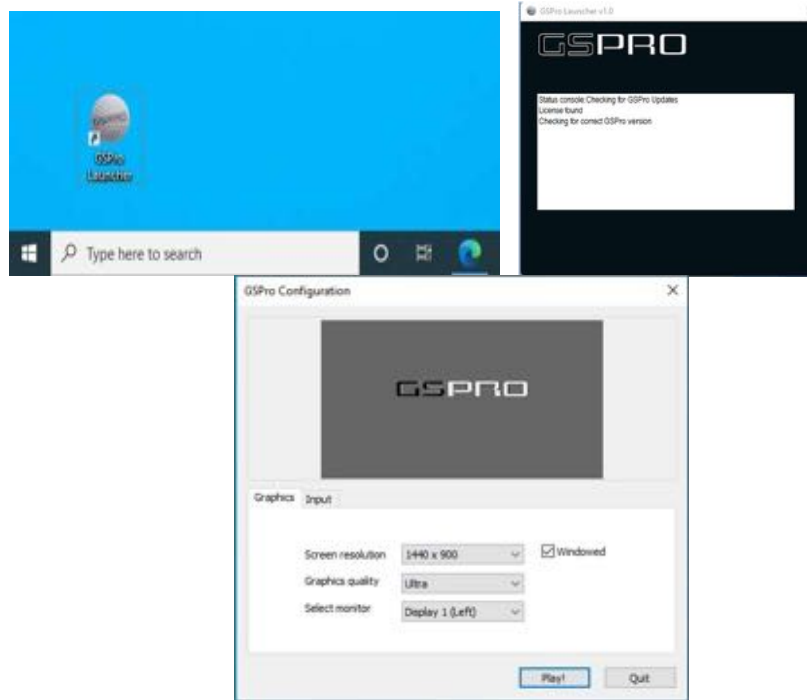 GSPro
Launcher
Type here to search
GSPro Launcher v1.0
GSPRO
Status console:Checking for GSPro Updates
License found
Checking for correct GSPro version
GSPro Configuration
GSPRO
Graphics Input
Screen resolution 1440 x 900 Windowed
Graphics quality Ultra
Select monitor Display 1 (Left)
Play! Quit